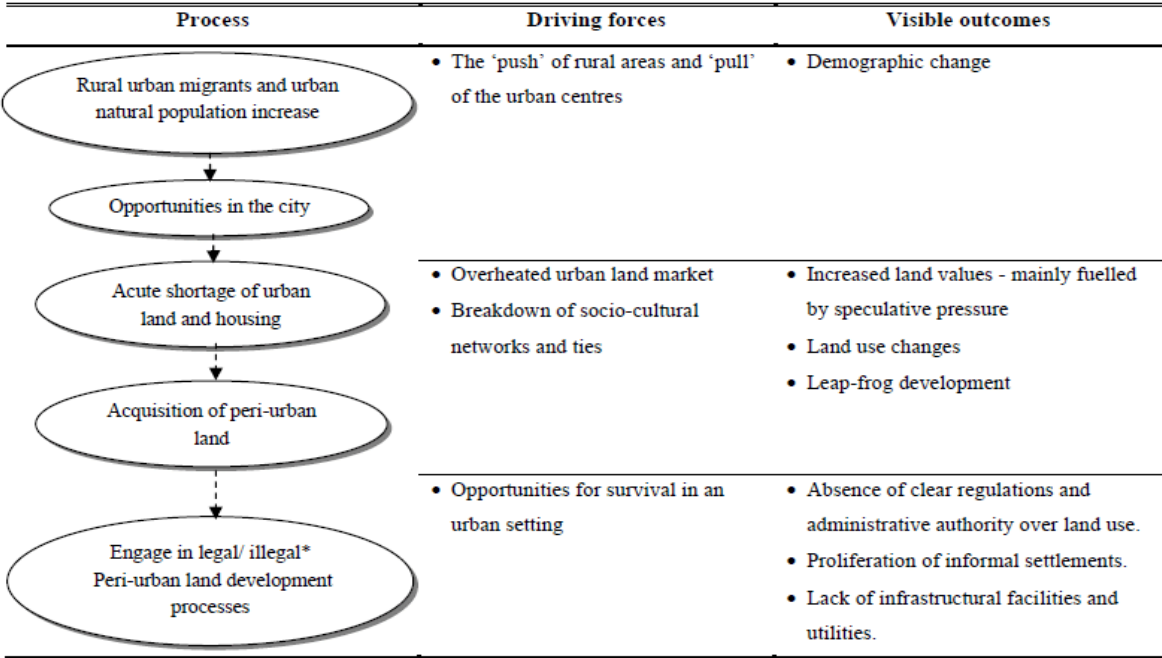 Process
Driving forces
Visible outcomes
Rural urban migrants and urban
natural population increase
• The ‘push’ of rural areas and ‘pull’
of the urban centres
• Demographic change
Opportunities in the city
Acute shortage of urban
land and housing
• Overheated urban land market
• Breakdown of socio-cultural
networks and ties
• Increased land values - mainly fuelled
by speculative pressure
• Land use changes
• Leap-frog development
Acquisition of peri-urban
land
Engage in legal/ illegal*
Peri-urban land development
processes
• Opportunities for survival in an
urban setting
• Absence of clear regulations and
administrative authority over land use.
• Proliferation of informal settlements.
• Lack of infrastructural facilities and
utilities.